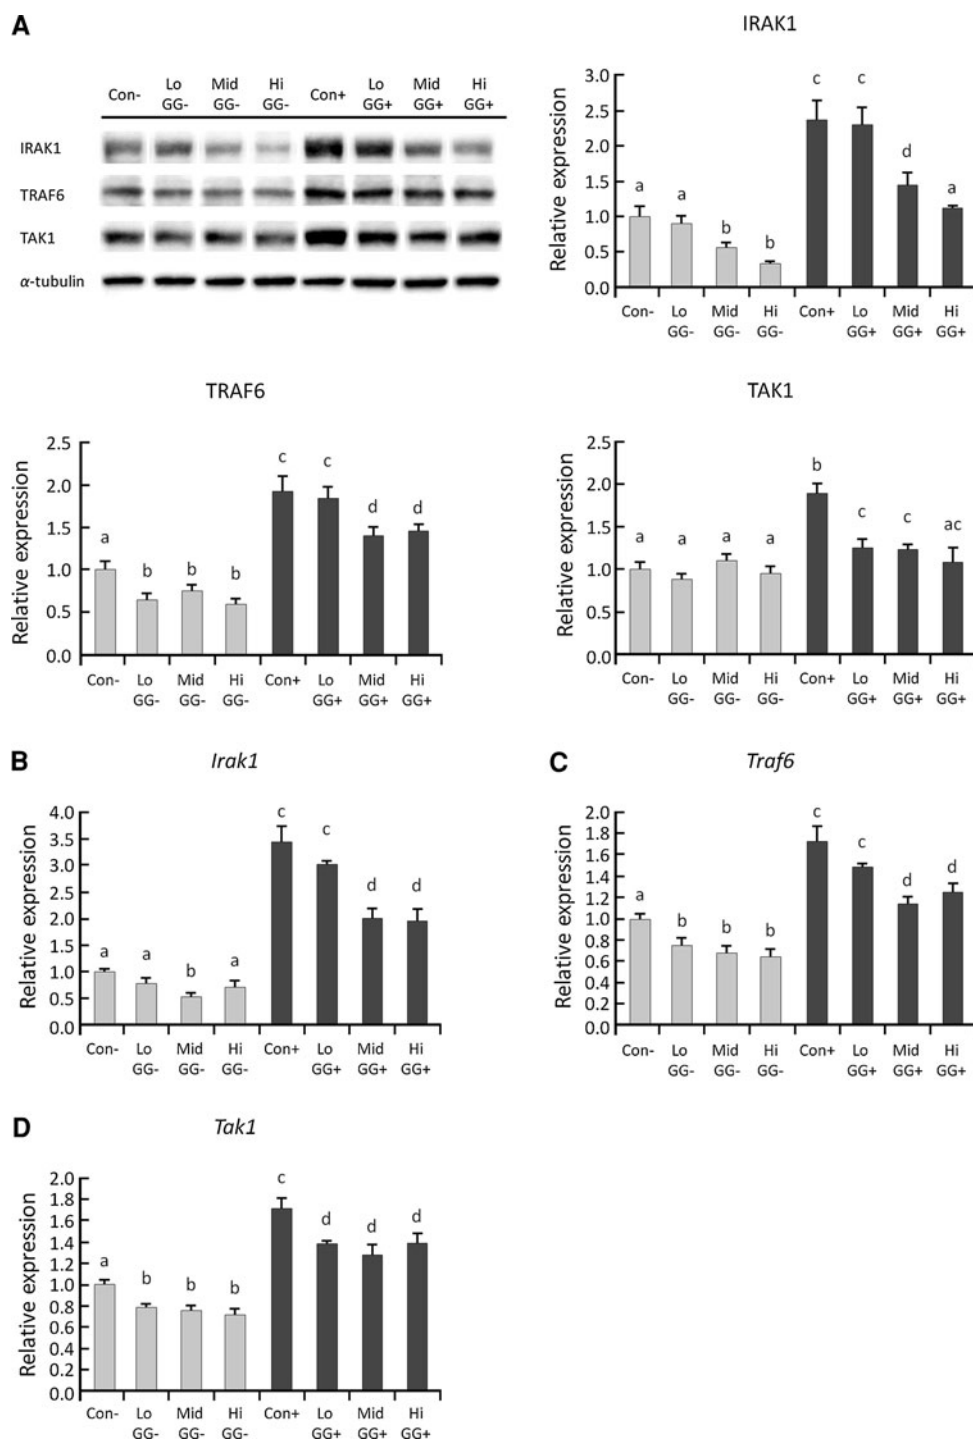 A
Con-
Lo GG-
Mid GG-
Hi GG-
Con+
Lo GG+
Mid GG+
Hi GG+
IRAK1
TRAF6
TAK1
α-tubulin
IRAK1
Relative expression
3.0
2.5
2.0
1.5
1.0
0.5
0.0
a a b b c c d a
Con- Lo Mid Hi Con+ Lo Mid Hi
GG- GG- GG- GG+ GG+ GG+
TRAF6
Relative expression
2.5
2.0
1.5
1.0
0.5
0.0
a b b b c c d d
Con- Lo Mid Hi Con+ Lo Mid Hi
GG- GG- GG- GG+ GG+ GG+
TAK1
Relative expression
2.5
2.0
1.5
1.0
0.5
0.0
a a a a b c c ac
Con- Lo Mid Hi Con+ Lo Mid Hi
GG- GG- GG- GG+ GG+ GG+
B
Irak1
Relative expression
4.0
3.5
3.0
2.5
2.0
1.5
1.0
0.5
0.0
a a b a c c d d
Con- Lo Mid Hi Con+ Lo Mid Hi
GG- GG- GG- GG+ GG+ GG+
C
Traf6
Relative expression
2.0
1.8
1.6
1.4
1.2
1.0
0.8
0.6
0.4
0.2
0.0
a b b b c c d d
Con- Lo Mid Hi Con+ Lo Mid Hi
GG- GG- GG- GG+ GG+ GG+
D
Tak1
Relative expression
2.0
1.8
1.6
1.4
1.2
1.0
0.8
0.6
0.4
0.2
0.0
a b b b c d d d
Con- Lo Mid Hi Con+ Lo Mid Hi
GG- GG- GG- GG+ GG+ GG+